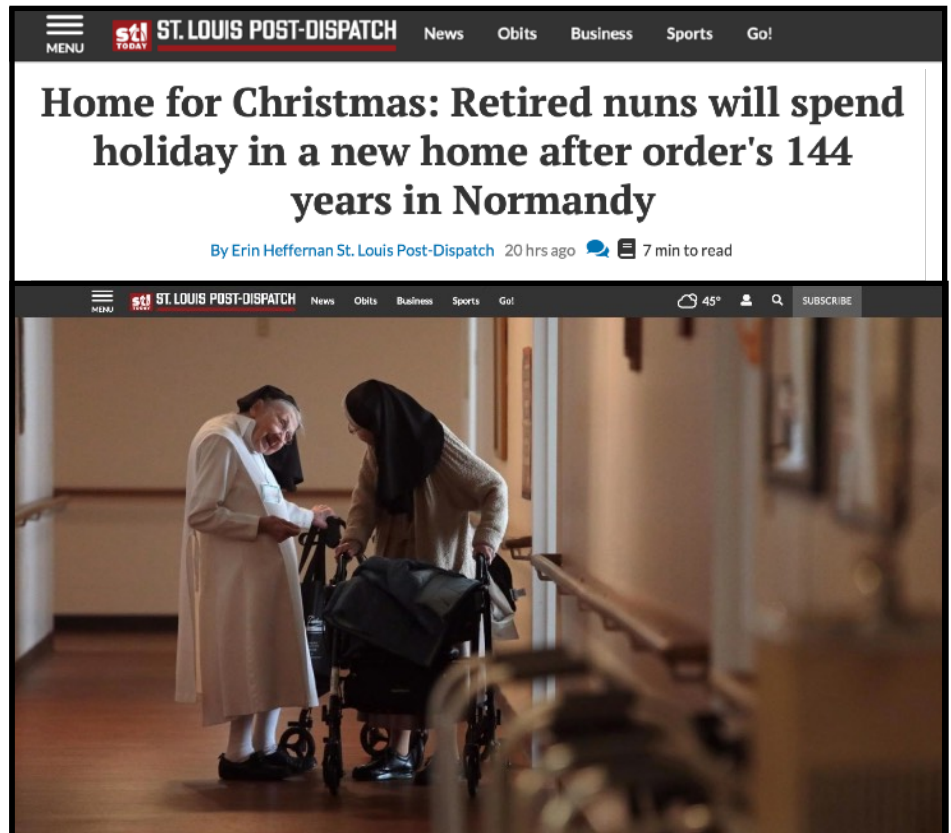 MENU stl TODAY ST. LOUIS POST-DISPATCH News Obits Business Sports Go!
Home for Christmas: Retired nuns will spend
holiday in a new home after order's 144
years in Normandy
By Erin Heffernan St. Louis Post-Dispatch 20 hrs ago 7 min to read
MENU stl TODAY ST. LOUIS POST-DISPATCH News Obits Business Sports Go! 45° SUBSCRIBE